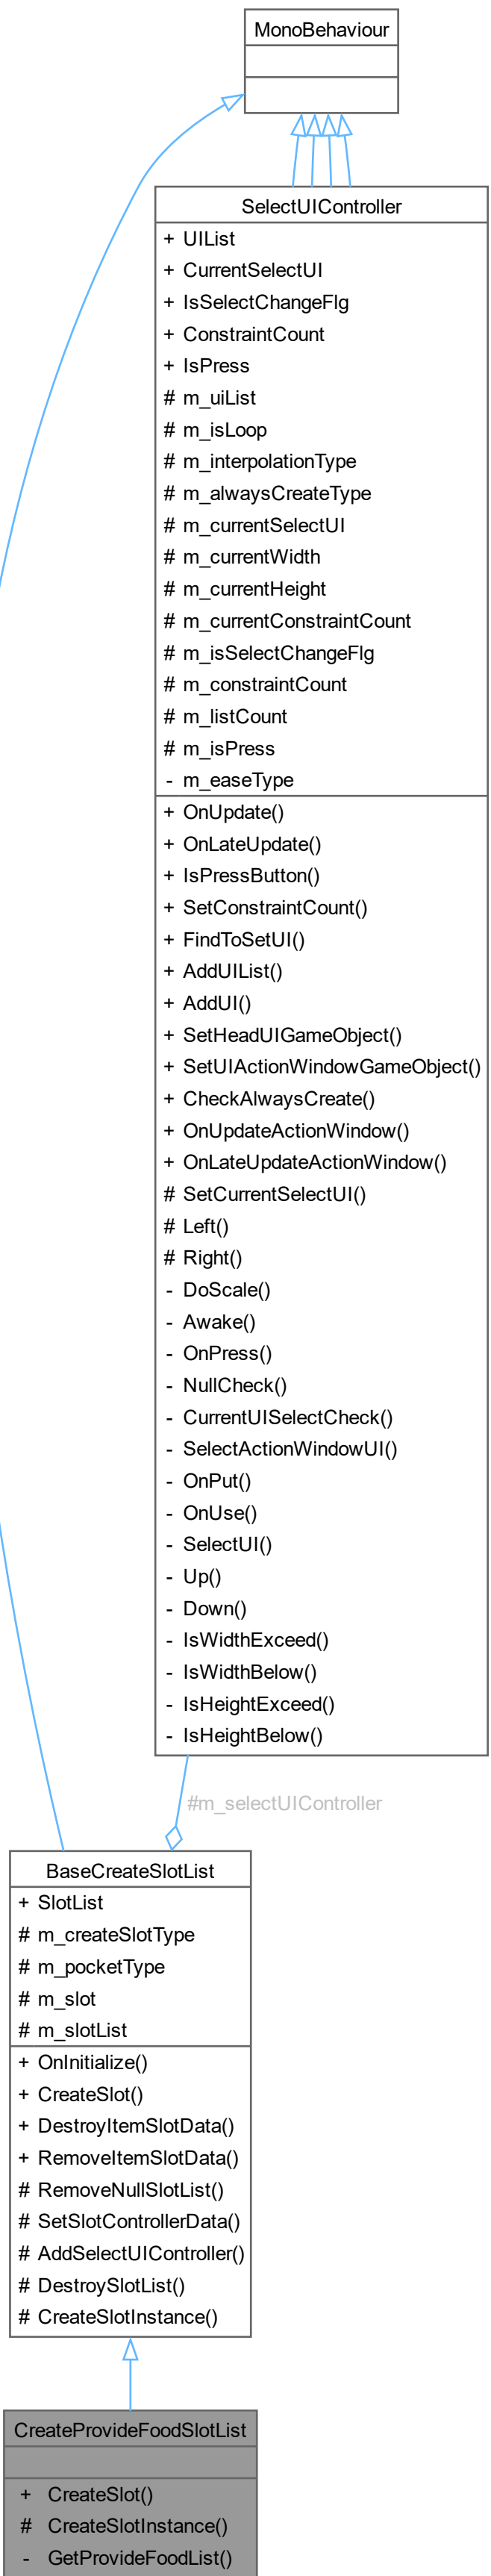 MonoBehaviour
SelectUIController
+ UIList
+ CurrentSelectUI
+ IsSelectChangeFlg
+ ConstraintCount
+ IsPress
# m_uiList
# m_isLoop
# m_interpolationType
# m_alwaysCreateType
# m_currentSelectUI
# m_currentWidth
# m_currentHeight
# m_currentConstraintCount
# m_isSelectChangeFlg
# m_constraintCount
# m_listCount
# m_isPress
- m_easeType
+ OnUpdate()
+ OnLateUpdate()
+ IsPressButton()
+ SetConstraintCount()
+ FindToSetUI()
+ AddUIList()
+ AddUI()
+ SetHeadUIGameObject()
+ SetUIActionWindowGameObject()
+ CheckAlwaysCreate()
+ OnUpdateActionWindow()
+ OnLateUpdateActionWindow()
# SetCurrentSelectUI()
# Left()
# Right()
- DoScale()
- Awake()
- OnPress()
- NullCheck()
- CurrentUISelectCheck()
- SelectActionWindowUI()
- OnPut()
- OnUse()
- SelectUI()
- Up()
- Down()
- IsWidthExceed()
- IsWidthBelow()
- IsHeightExceed()
- IsHeightBelow()
#m_selectUIController
BaseCreateSlotList
+ SlotList
# m_createSlotType
# m_pocketType
# m_slot
# m_slotList
+ OnInitialize()
+ CreateSlot()
+ DestroyItemSlotData()
+ RemoveItemSlotData()
# RemoveNullSlotList()
# SetSlotControllerData()
# AddSelectUIController()
# DestroySlotList()
# CreateSlotInstance()
CreateProvideFoodSlotList
+ CreateSlot()
# CreateSlotInstance()
- GetProvideFoodList()